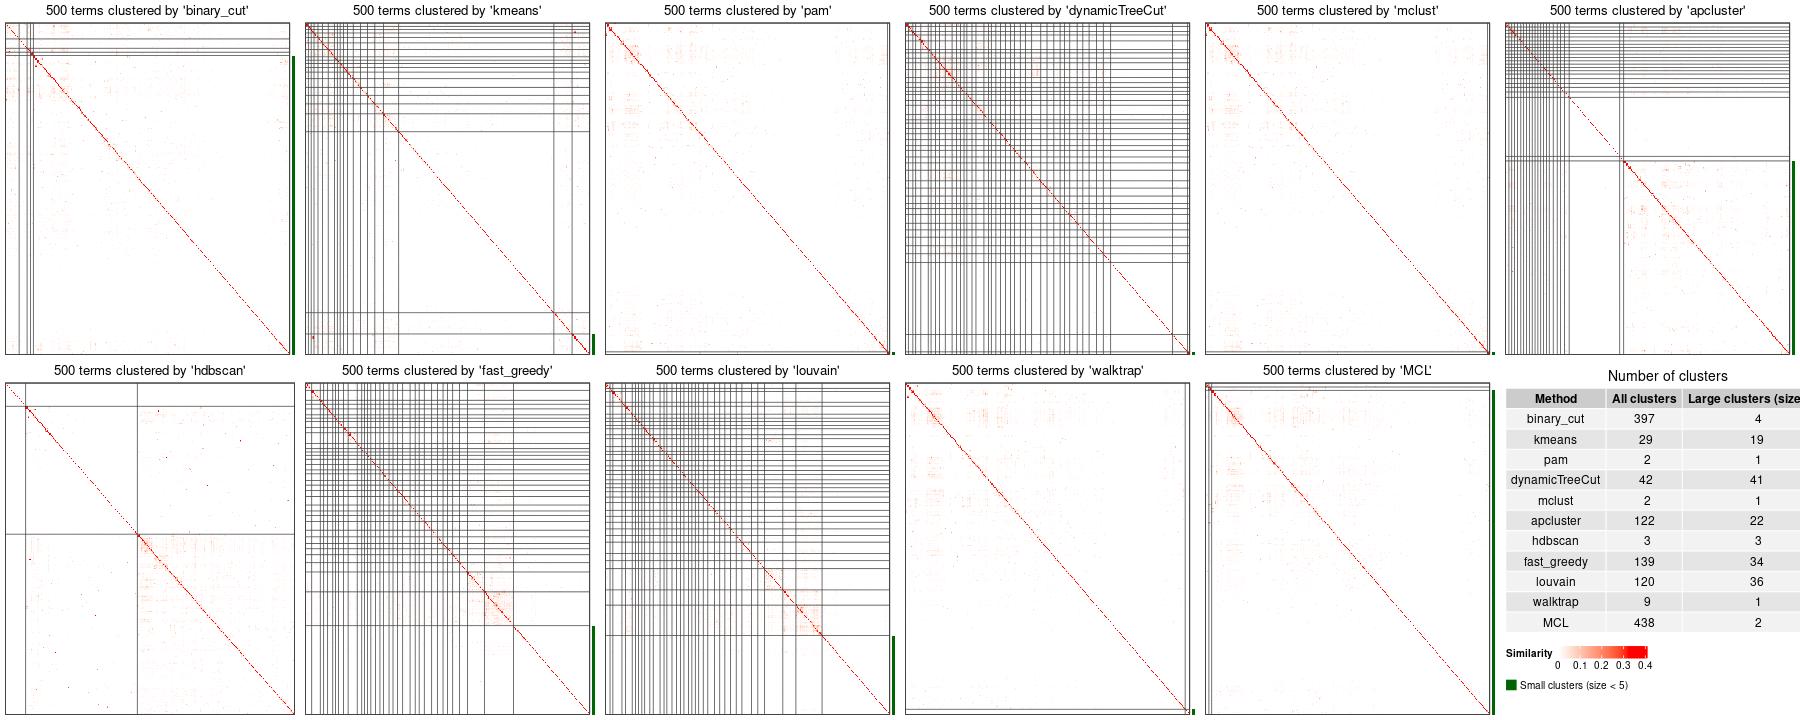 500 terms clustered by 'binary_cut'
500 terms clustered by 'kmeans'
500 terms clustered by 'pam'
500 terms clustered by 'dynamicTreeCut'
500 terms clustered by 'mclust'
500 terms clustered by 'apcluster'
500 terms clustered by 'hdbscan'
500 terms clustered by 'fast_greedy'
500 terms clustered by 'louvain'
500 terms clustered by 'walktrap'
500 terms clustered by 'MCL'
Number of clusters
Method All clusters Large clusters (size
binary_cut 397 4
kmeans 29 19
pam 2 1
dynamicTreeCut 42 41
mclust 2 1
apcluster 122 22
hdbscan 3 3
fast_greedy 139 34
louvain 120 36
walktrap 9 1
MCL 438 2
Similarity
0 0.1 0.2 0.3 0.4
Small clusters (size < 5)